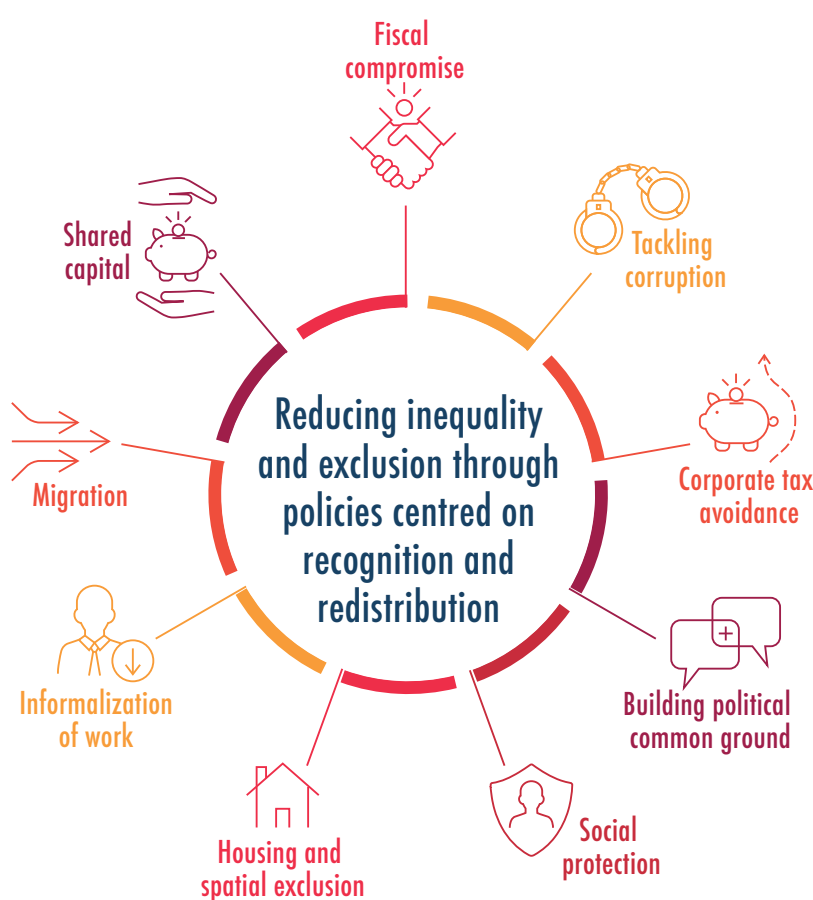 Fiscal
compromise
Tackling
corruption
Corporate tax
avoidance
Building political
common ground
Social
protection
Housing and
spatial exclusion
Informalization
of work
Migration
Shared
capital
Reducing inequality
and exclusion through
policies centred on
recognition and
redistribution